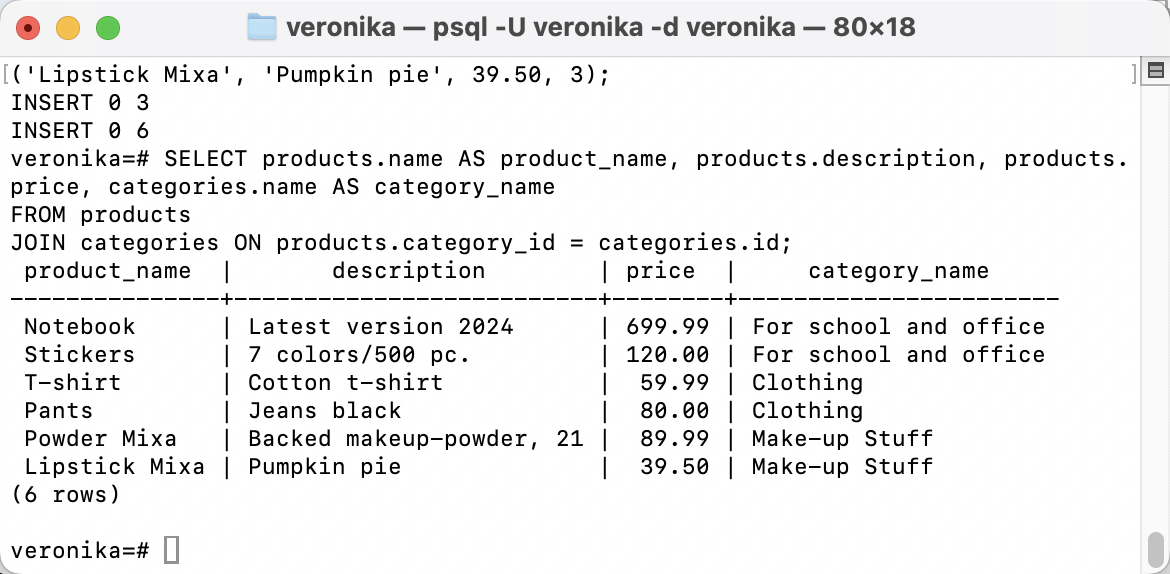 veronika — psql -U veronika -d veronika — 80×18
('Lipstick Mixa', 'Pumpkin pie', 39.50, 3);
INSERT 0 3
INSERT 0 6
veronika=# SELECT products.name AS product_name, products.description, products.
price, categories.name AS category_name
FROM products
JOIN categories ON products.category_id = categories.id;
 product_name  |       description        | price  |     category_name
---------------+--------------------------+--------+-----------------------
 Notebook      | Latest version 2024      | 699.99 | For school and office
 Stickers      | 7 colors/500 pc.         | 120.00 | For school and office
 T-shirt       | Cotton t-shirt           |  59.99 | Clothing
 Pants         | Jeans black              |  80.00 | Clothing
 Powder Mixa   | Backed makeup-powder, 21 |  89.99 | Make-up Stuff
 Lipstick Mixa | Pumpkin pie              |  39.50 | Make-up Stuff
(6 rows)
veronika=#